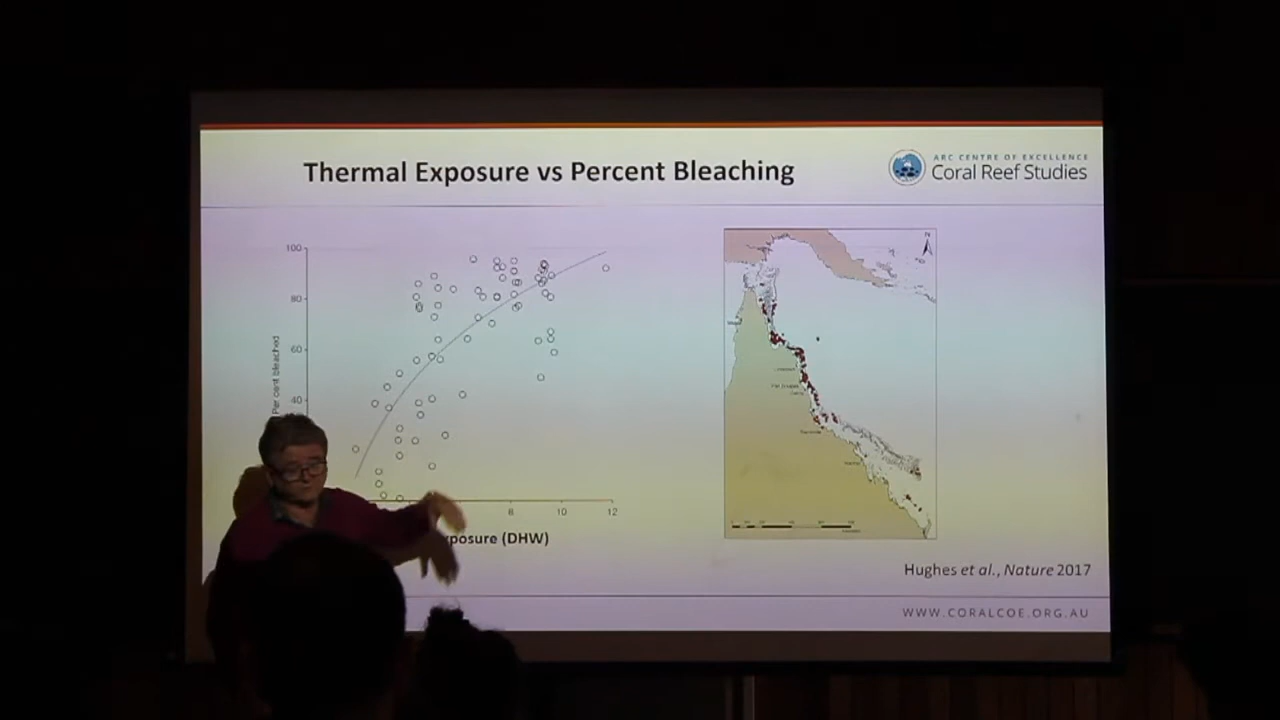 Thermal Exposure vs Percent Bleaching
ARC CENTRE OF EXCELLENCE
Coral Reef Studies
100
80
60
40
Per cent bleached
8
10
12
xposure (DHW)
N
Hughes et al., Nature 2017
WWW.CORALCOE.ORG.AU